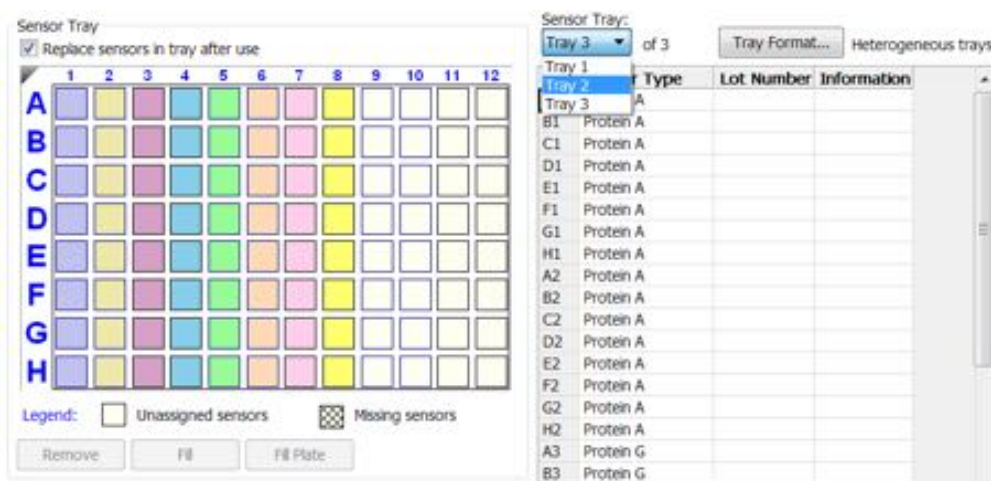 Sensor Tray
Replace sensors in tray after use
1 2 3 4 5 6 7 8 9 10 11 12
A
B
C
D
E
F
G
H
Legend: Unassigned sensors Missing sensors
Remove Fill Fill Plate
Sensor Tray:
Tray 3 of 3 Tray Format... Heterogeneous trays
Tray 1
Tray 2
Tray 3
r Type Lot Number Information
A
B1 Protein A
C1 Protein A
D1 Protein A
E1 Protein A
F1 Protein A
G1 Protein A
H1 Protein A
A2 Protein A
B2 Protein A
C2 Protein A
D2 Protein A
E2 Protein A
F2 Protein A
G2 Protein A
H2 Protein A
A3 Protein G
B3 Protein G